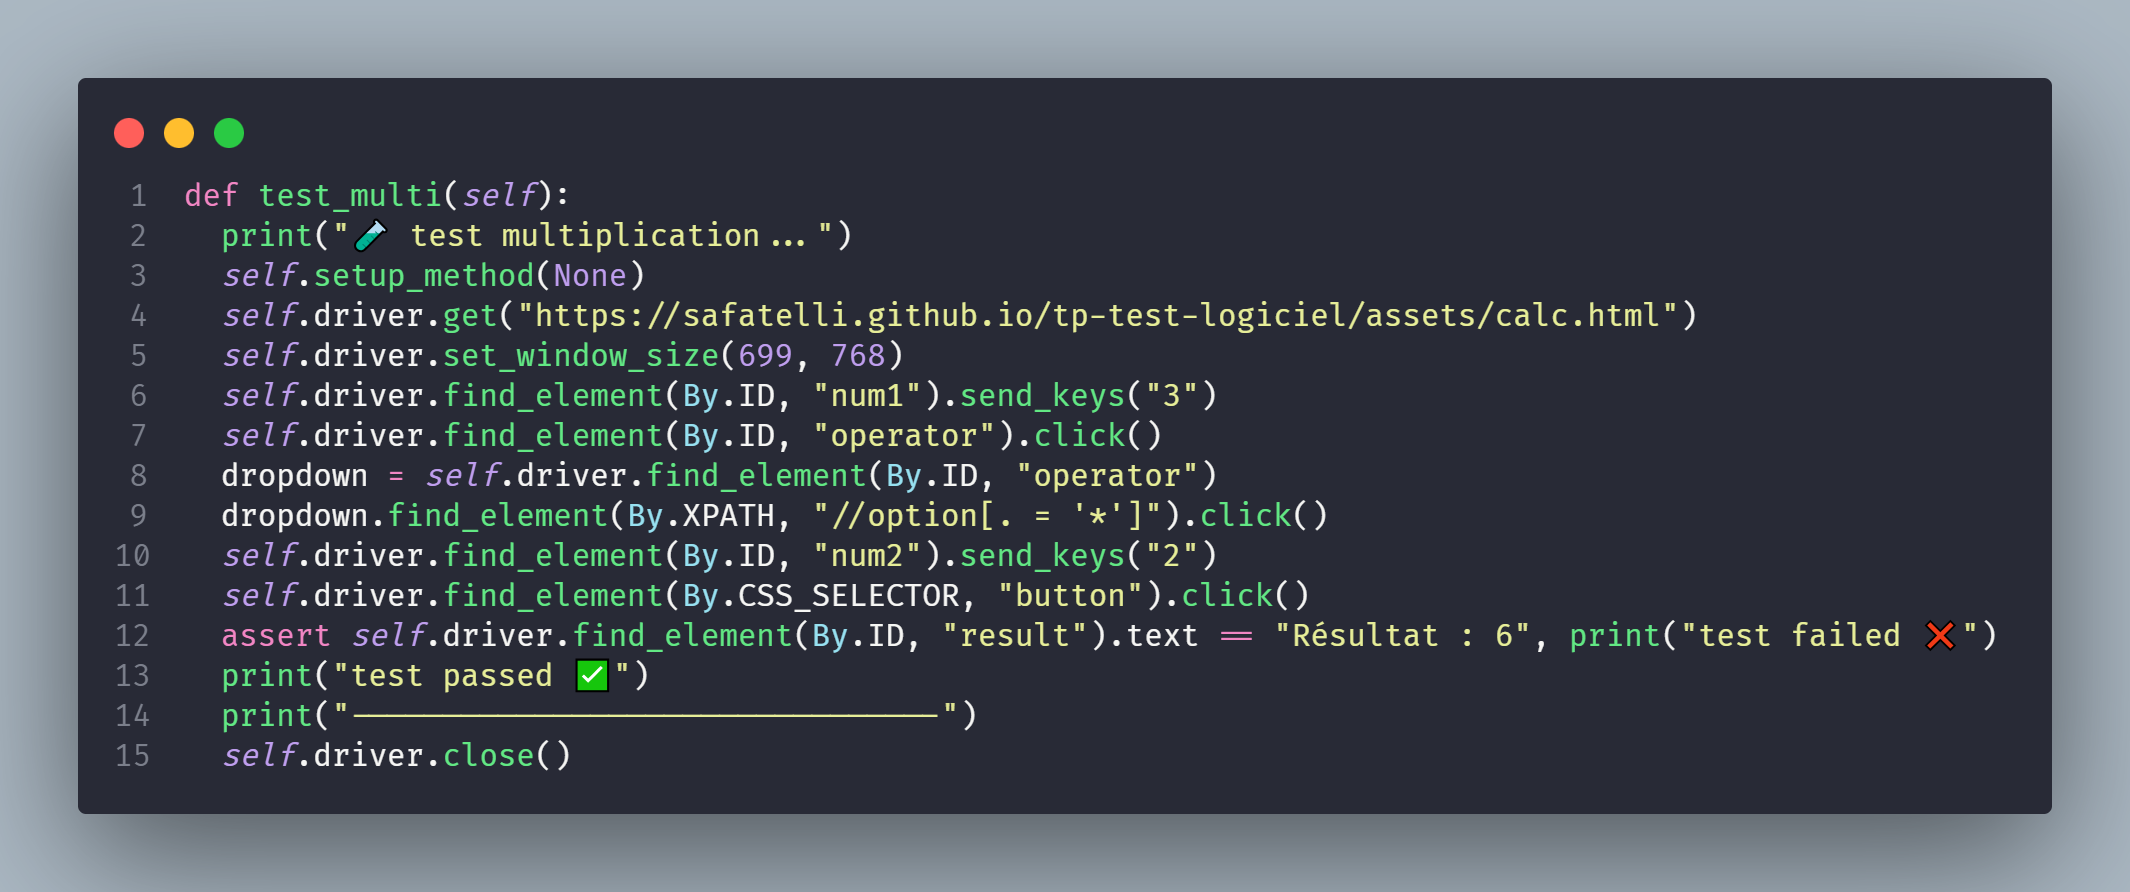 1 def test_multi(self):
2 print("🧪 test multiplication...")
3 self.setup_method(None)
4 self.driver.get("https://safatelli.github.io/tp-test-logiciel/assets/calc.html")
5 self.driver.set_window_size(699, 768)
6 self.driver.find_element(By.ID, "num1").send_keys("3")
7 self.driver.find_element(By.ID, "operator").click()
8 dropdown = self.driver.find_element(By.ID, "operator")
9 dropdown.find_element(By.XPATH, "//option[. = '*']").click()
10 self.driver.find_element(By.ID, "num2").send_keys("2")
11 self.driver.find_element(By.CSS_SELECTOR, "button").click()
12 assert self.driver.find_element(By.ID, "result").text == "Résultat : 6", print("test failed ❌")
13 print("test passed ✅")
14 print("--------------------------------")
15 self.driver.close()